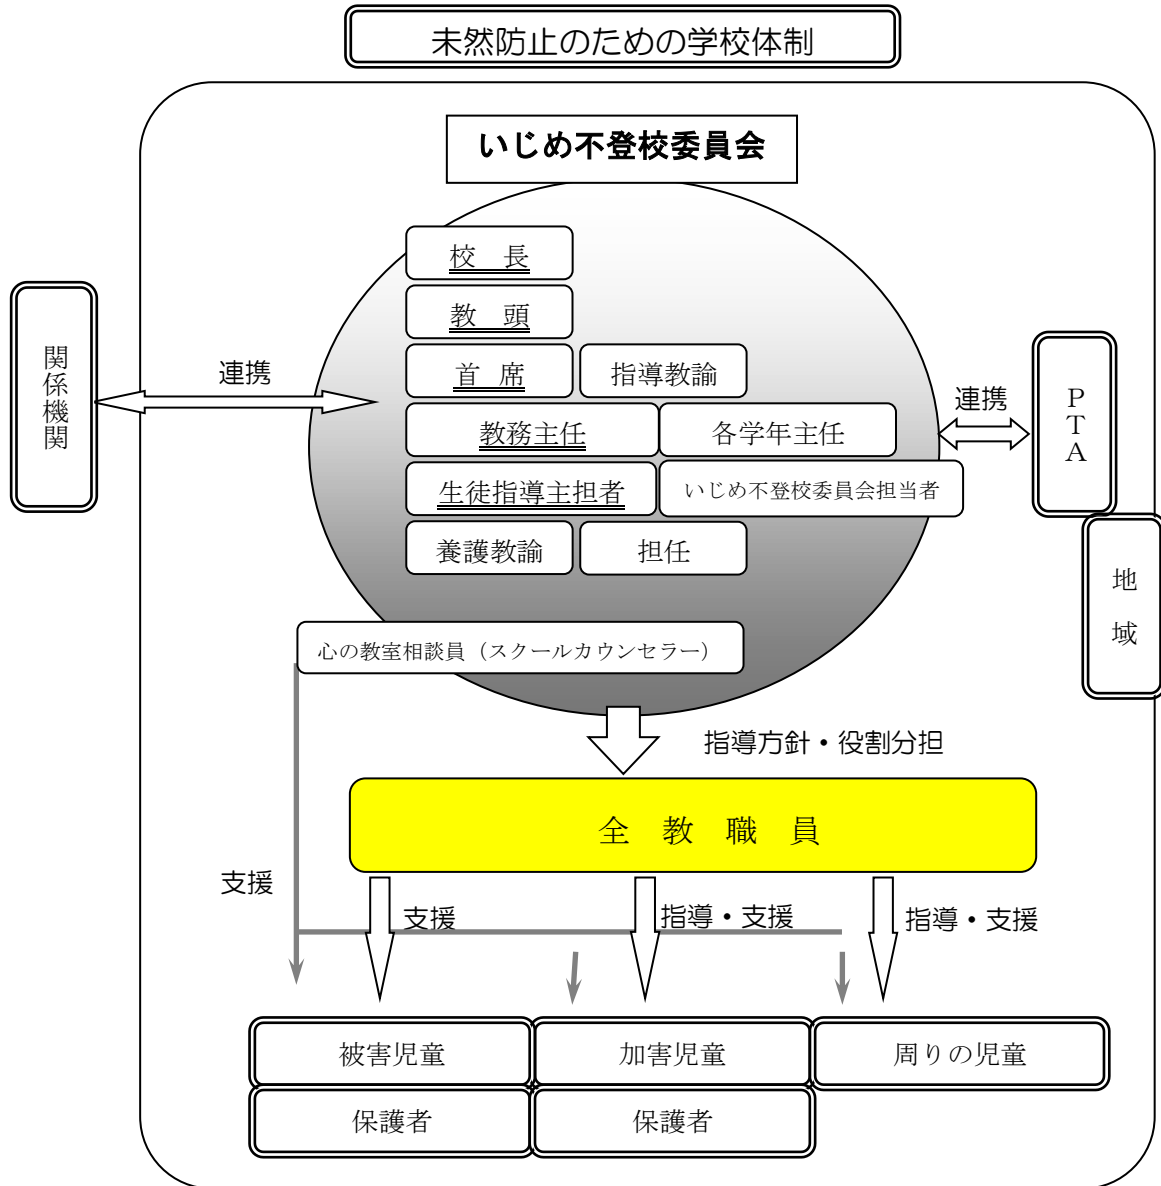 未然防止のための学校体制
いじめ不登校委員会
校　長
教　頭
首　席
指導教諭
教務主任
各学年主任
生徒指導主担者
いじめ不登校委員会担当者
養護教諭
担任
心の教室相談員（スクールカウンセラー）
関係機関
連携
連携
ＰＴＡ
地域
指導方針・役割分担
全　教　職　員
支援
支援
指導・支援
指導・支援
被害児童
加害児童
周りの児童
保護者
保護者